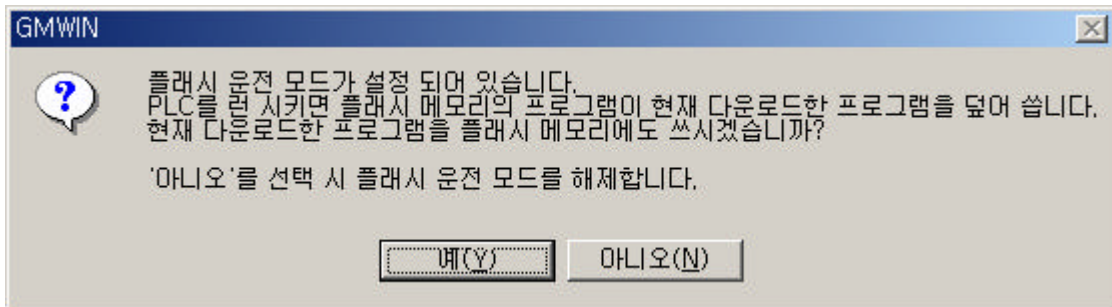 GMWIN
플래시 운전 모드가 설정 되어 있습니다.
PLC를 런 시키면 플래시 메모리의 프로그램이 현재 다운로드한 프로그램을 덮어 씁니다.
현재 다운로드한 프로그램을 플래시 메모리에도 쓰시겠습니까?
'아니오'를 선택 시 플래시 운전 모드를 해제합니다.
예(Y) 아니오(N)